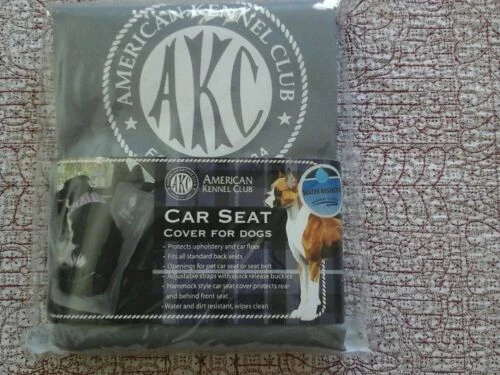 AMERICAN KENNEL CLUB
AKC
AKC
AMERICAN
KENNEL CLUB
CAR SEAT
COVER FOR DOGS
• Protects upholstery and car floor
• Fits all standard back seats
• Openings for pet car seat or seat belt
• Adjustable straps with quick release buckles
• Hammock style car seat cover protects rear
and behind front seat
• Water and dirt resistant, wipes clean
WATER RESISTANT